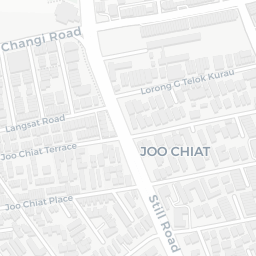 Changi Road
Lorong G Telok Kurau
Langsat Road
Joo Chiat Terrace
JOO CHIAT
Joo Chiat Place
Still Road